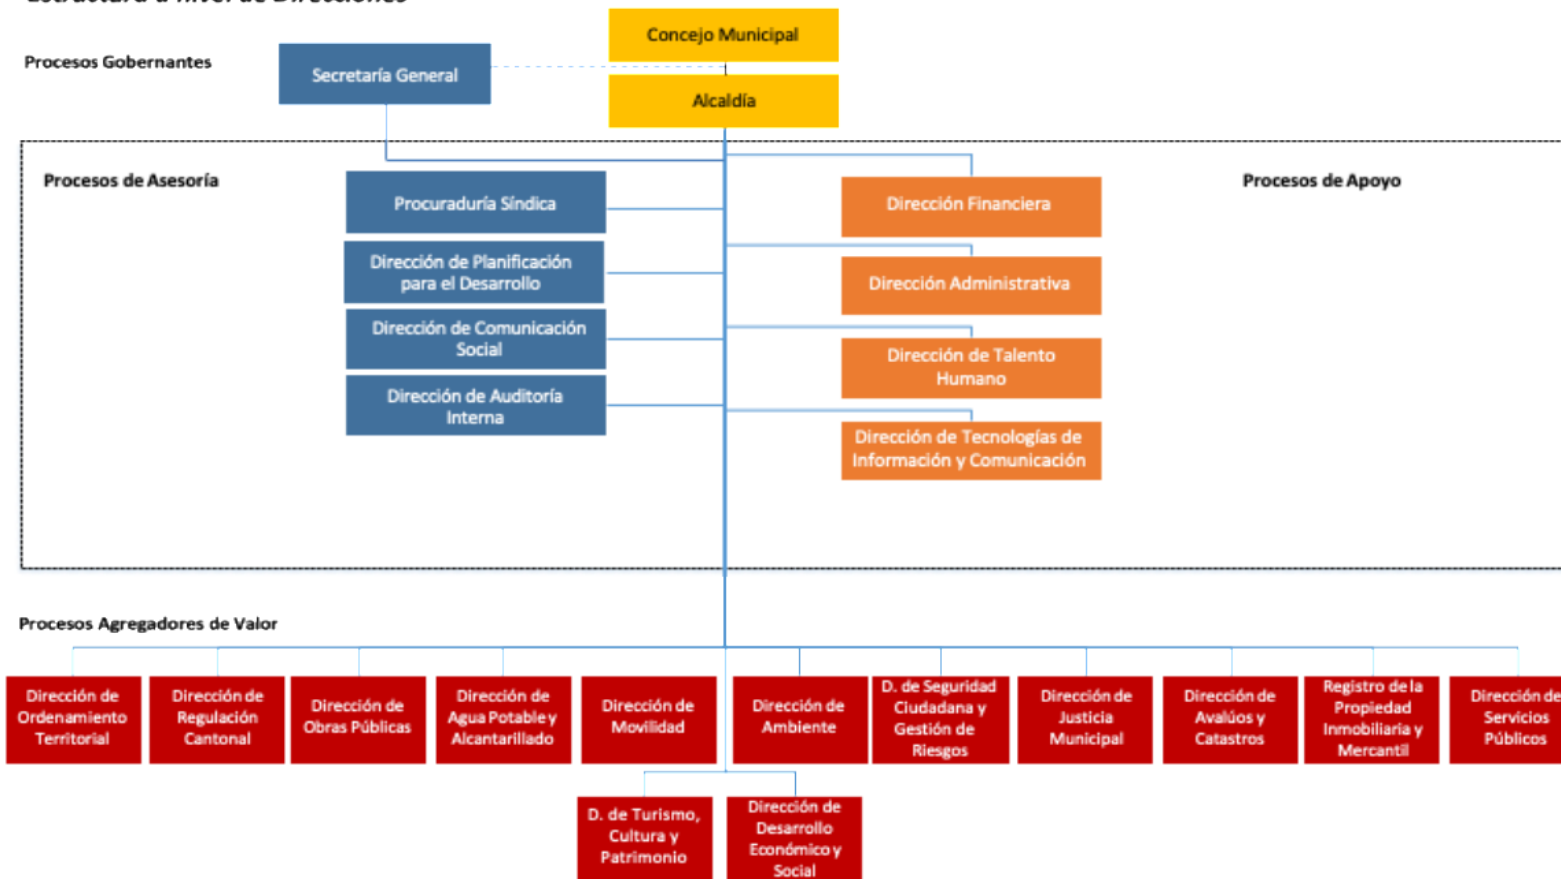 Estructura a nivel de Direcciones
Concejo Municipal
Procesos Gobernantes
Secretaría General
Alcaldía
Procesos de Asesoría
Procesos de Apoyo
Procuraduría Síndica
Dirección Financiera
Dirección de Planificación
para el Desarrollo
Dirección Administrativa
Dirección de Comunicación
Social
Dirección de Talento
Humano
Dirección de Auditoría
Interna
Dirección de Tecnologías de
Información y Comunicación
Procesos Agregadores de Valor
Dirección de
Ordenamiento
Territorial
Dirección de
Regulación
Cantonal
Dirección de
Obras Públicas
Dirección de
Agua Potable y
Alcantarillado
Dirección de
Movilidad
Dirección de
Ambiente
D. de Seguridad
Ciudadana y
Gestión de
Riesgos
Dirección de
Justicia
Municipal
Dirección de
Avalúos y
Catastros
Registro de la
Propiedad
Inmobiliaria y
Mercantil
Dirección de
Servicios
Públicos
D. de Turismo,
Cultura y
Patrimonio
Dirección de
Desarrollo
Económico y
Social